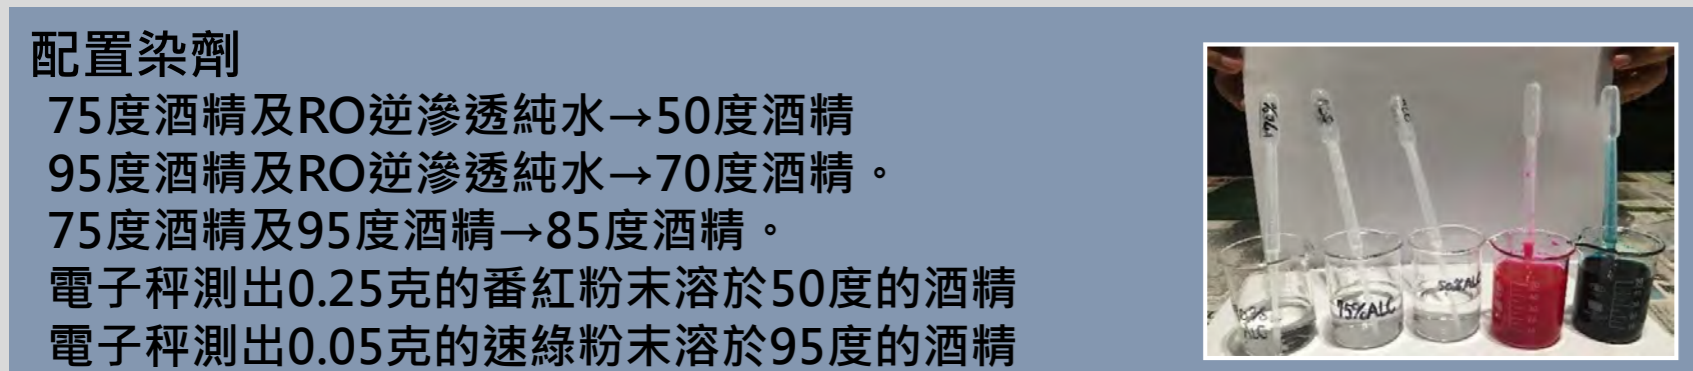 配置染劑
75度酒精及RO逆滲透純水→50度酒精
95度酒精及RO逆滲透純水→70度酒精。
75度酒精及95度酒精→85度酒精。
電子秤測出0.25克的番紅粉末溶於50度的酒精
電子秤測出0.05克的速綠粉末溶於95度的酒精
95%ALC
50%ALC